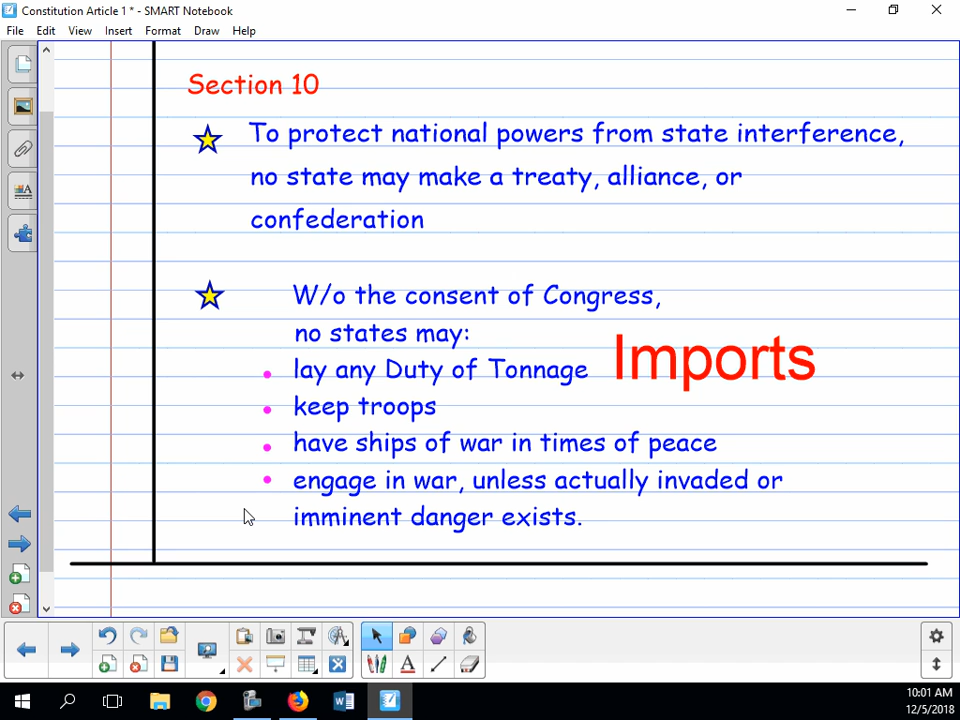 Constitution Article 1 * - SMART Notebook
File Edit View Insert Format Draw Help
Section 10
To protect national powers from state interference,
no state may make a treaty, alliance, or
confederation
W/o the consent of Congress,
no states may:
lay any Duty of Tonnage
Imports
keep troops
have ships of war in times of peace
engage in war, unless actually invaded or
imminent danger exists.
10:01 AM
12/5/2018